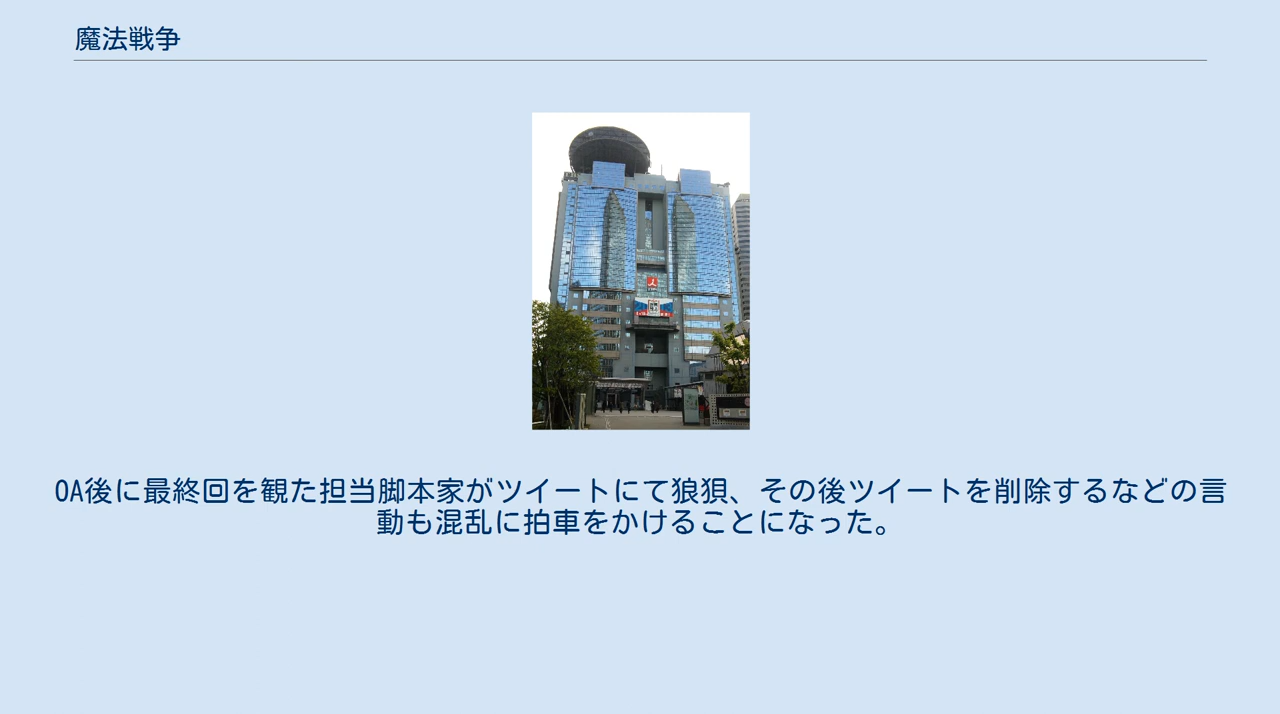 魔法戦争
OA後に最終回を観た担当脚本家がツイートにて狼狽、その後ツイートを削除するなどの言
動も混乱に拍車をかけることになった。